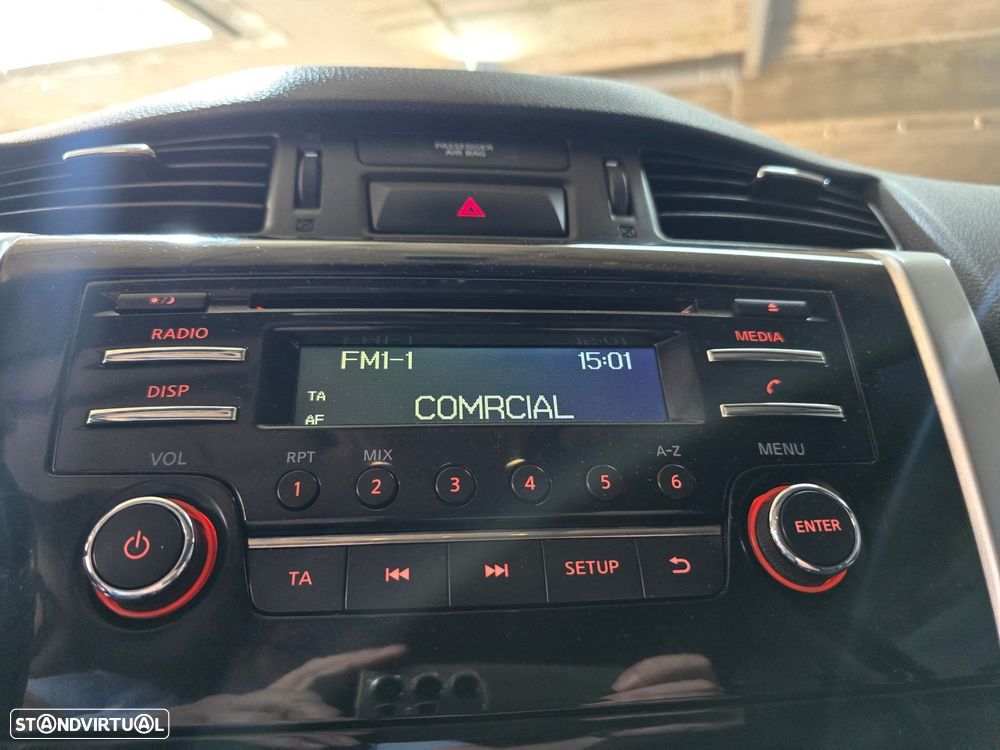 PASSENGER
AIR BAG
RADIO
MEDIA
FM1-1 15:01
DISP
TA
COMRCIAL
AF
VOL
RPT MIX A-Z MENU
1 2 3 4 5 6
ENTER
TA SETUP
STANDVIRTUAL